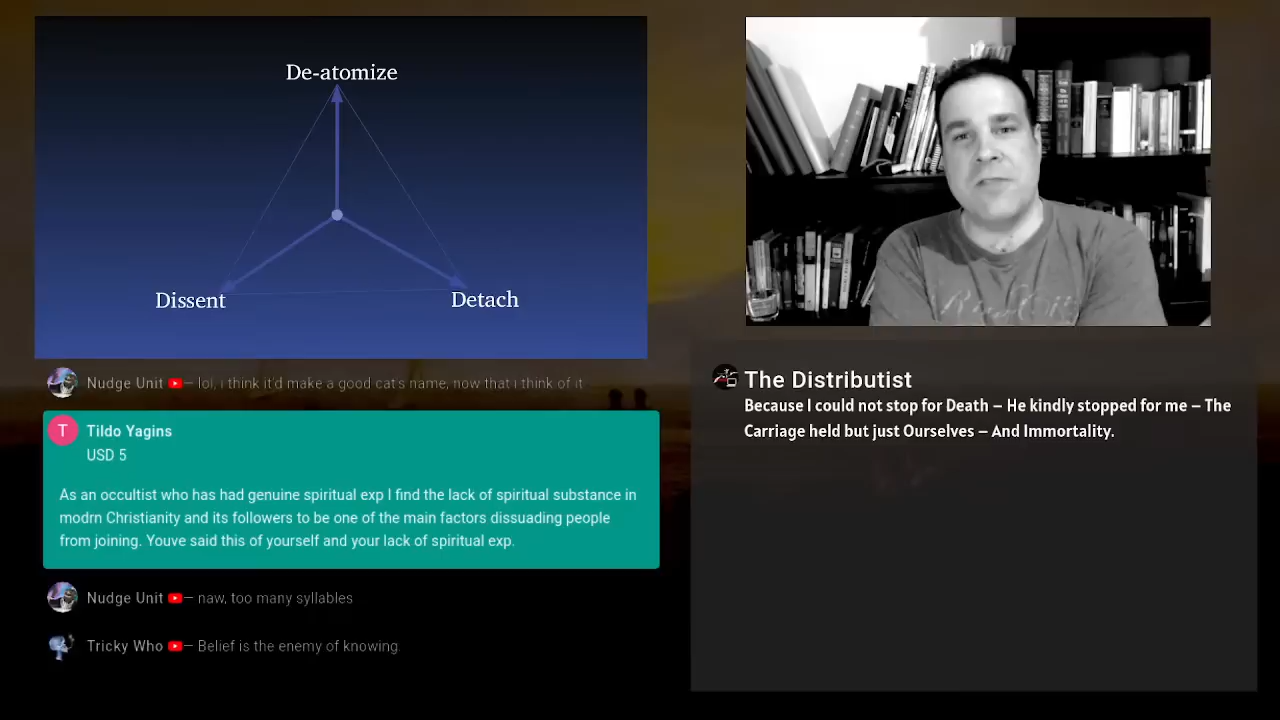 De-atomize
Dissent
Detach
Nudge Unit — lol, i think it'd make a good cat's name, now that i think of it
T
Tildo Yagins
USD 5
As an occultist who has had genuine spiritual exp I find the lack of spiritual substance in
modrn Christianity and its followers to be one of the main factors dissuading people
from joining. Youve said this of yourself and your lack of spiritual exp.
Nudge Unit — naw, too many syllables
Tricky Who — Belief is the enemy of knowing.
The Distributist
Because I could not stop for Death – He kindly stopped for me – The
Carriage held but just Ourselves – And Immortality.